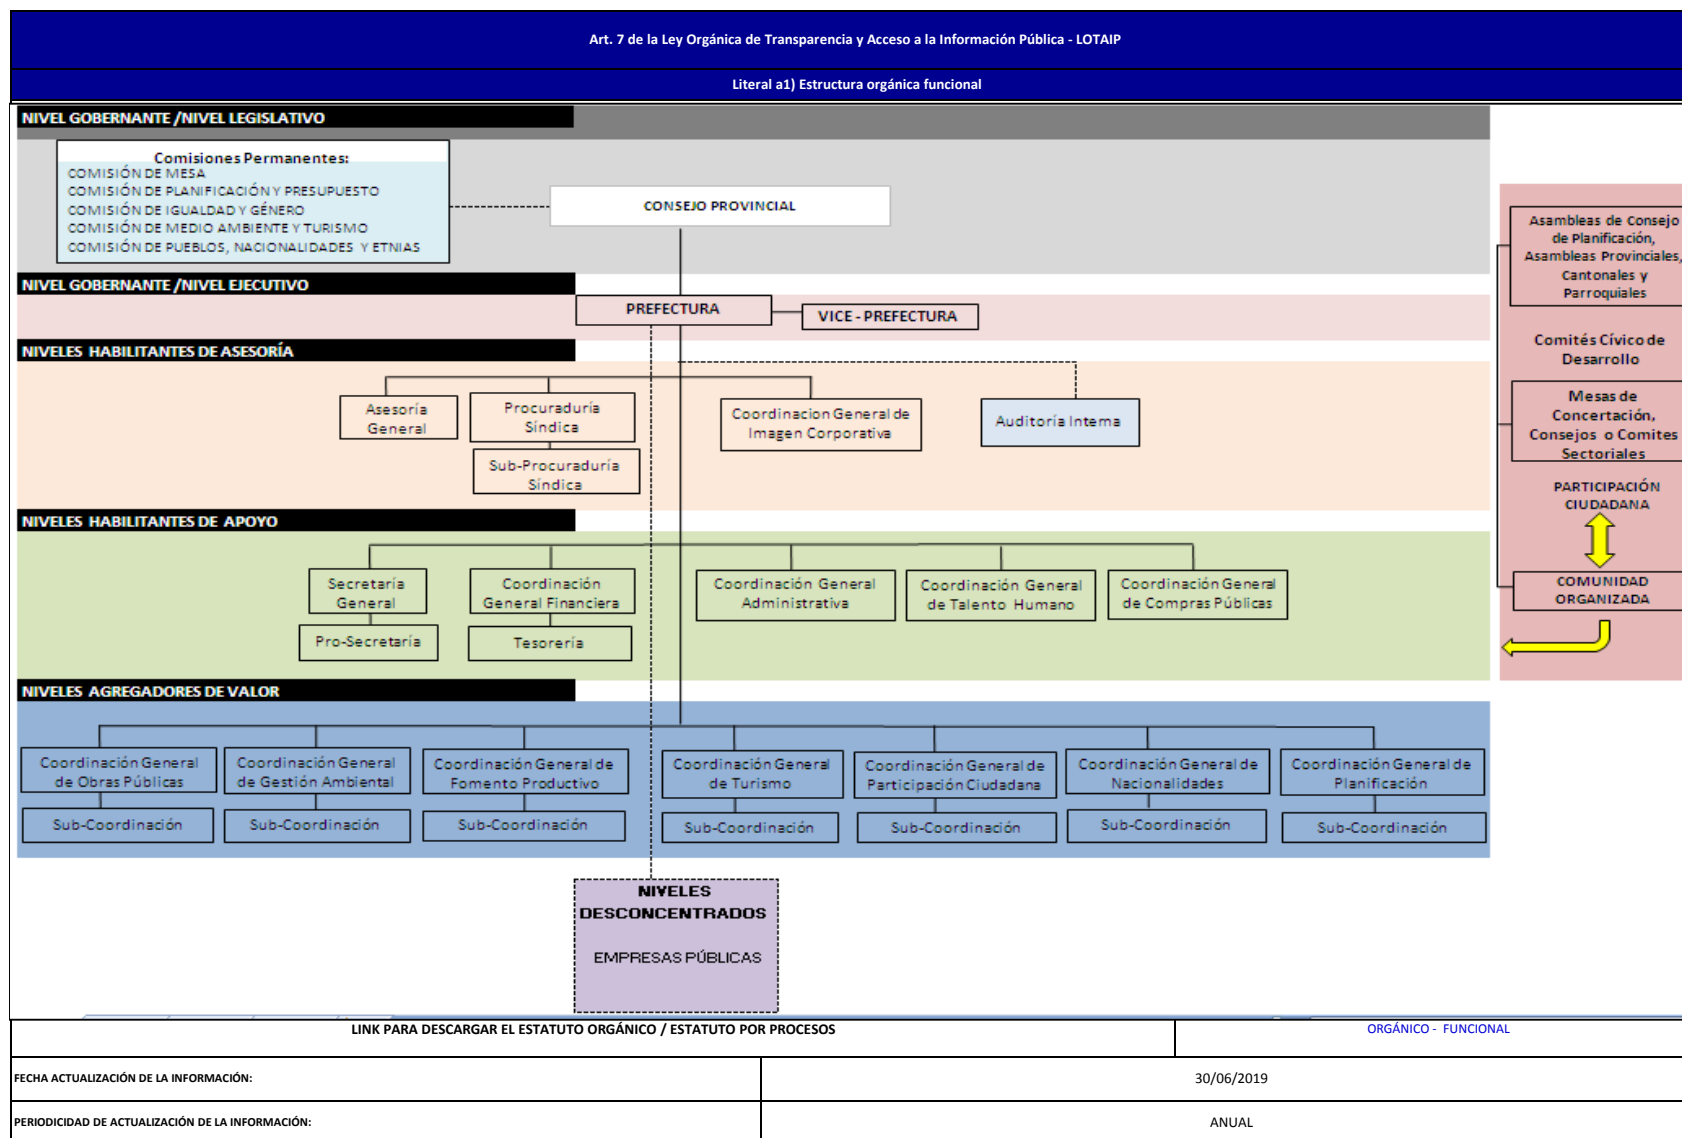 Art. 7 de la Ley Orgánica de Transparencia y Acceso a la Información Pública - LOTAIP
Literal a1) Estructura orgánica funcional
NIVEL GOBERNANTE /NIVEL LEGISLATIVO
Comisiones Permanentes:
COMISIÓN DE MESA
COMISIÓN DE PLANIFICACIÓN Y PRESUPUESTO
COMISIÓN DE IGUALDAD Y GÉNERO
COMISIÓN DE MEDIO AMBIENTE Y TURISMO
COMISIÓN DE PUEBLOS, NACIONALIDADES Y ETNIAS
CONSEJO PROVINCIAL
NIVEL GOBERNANTE /NIVEL EJECUTIVO
PREFECTURA
VICE - PREFECTURA
NIVELES HABILITANTES DE ASESORÍA
Asesoría
General
Procuraduría
Síndica
Sub-Procuraduría
Síndica
Coordinacion General de
Imagen Corporativa
Auditoría Interna
NIVELES HABILITANTES DE APOYO
Secretaría
General
Pro-Secretaría
Coordinación
General Financiera
Tesorería
Coordinación General
Administrativa
Coordinación General
de Talento Humano
Coordinación General
de Compras Públicas
NIVELES AGREGADORES DE VALOR
Coordinación General
de Obras Públicas
Sub-Coordinación
Coordinación General
de Gestión Ambiental
Sub-Coordinación
Coordinación General de
Fomento Productivo
Sub-Coordinación
Coordinación General
de Turismo
Sub-Coordinación
Coordinación General de
Participación Ciudadana
Sub-Coordinación
Coordinación General de
Nacionalidades
Sub-Coordinación
Coordinación General de
Planificación
Sub-Coordinación
NIVELES
DESCONCENTRADOS
EMPRESAS PÚBLICAS
Asambleas de Consejo
de Planificación,
Asambleas Provinciales,
Cantonales y
Parroquiales
Comités Cívico de
Desarrollo
Mesas de
Concertación,
Consejos o Comites
Sectoriales
PARTICIPACIÓN
CIUDADANA
COMUNIDAD
ORGANIZADA
LINK PARA DESCARGAR EL ESTATUTO ORGÁNICO / ESTATUTO POR PROCESOS
ORGÁNICO - FUNCIONAL
FECHA ACTUALIZACIÓN DE LA INFORMACIÓN:
30/06/2019
PERIODICIDAD DE ACTUALIZACIÓN DE LA INFORMACIÓN:
ANUAL